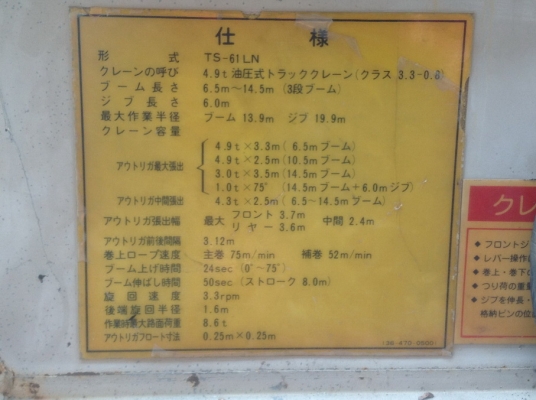 仕様
形式 TS-61LN
クレーンの呼び 4.9t 油圧式トラッククレーン(クラス 3.3-0.8)
ブーム長さ 6.5m～14.5m (3段ブーム)
ジブ長さ 6.0m
最大作業半径 ブーム 13.9m ジブ 19.9m
クレーン容量
アウトリガ最大張出
4.9t×3.3m (6.5mブーム)
4.9t×2.5m (10.5mブーム)
3.0t×3.5m (14.5mブーム)
1.0t×75° (14.5mブーム+6.0mジブ)
アウトリガ中間張出 4.3t×2.5m (6.5～14.5mブーム)
アウトリガ張出幅 最大 フロント 3.7m 中間 2.4m
リヤー 3.6m
アウトリガ前後間隔 3.12m
巻上ロープ速度 主巻 75m/min 補巻 52m/min
ブーム上げ時間 24sec (0°～75°)
ブーム伸ばし時間 50sec (ストローク 8.0m)
旋回速度 3.3rpm
後端旋回半径 1.6m
作業時最大路面荷重 8.6t
アウトリガフロート寸法 0.25m×0.25m
クレ
フロントジ
レバー操作
巻上・巻下
つり荷の重量
ジブを伸長・
格納ピンの位